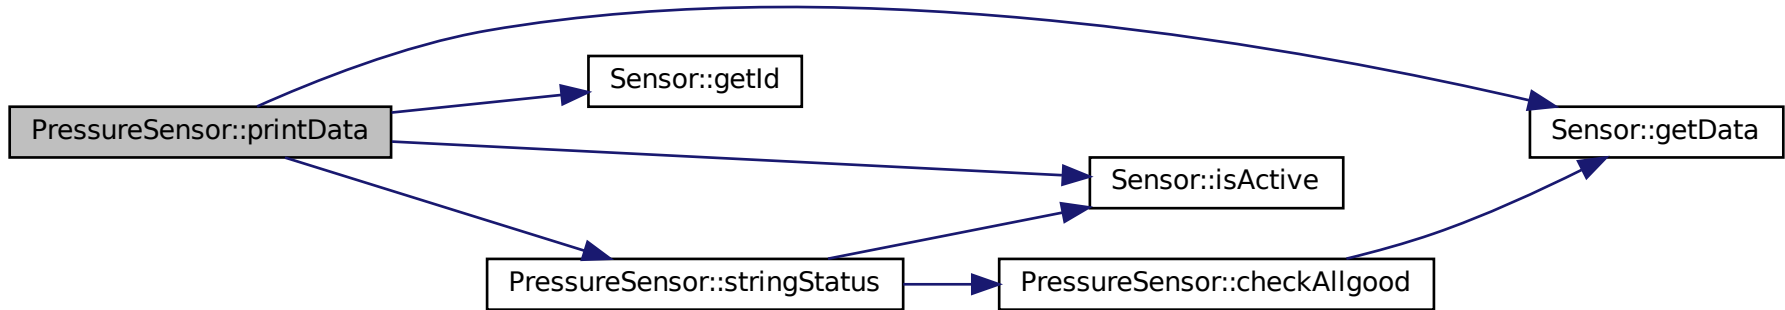 PressureSensor::printData
Sensor::getId
Sensor::getData
Sensor::isActive
PressureSensor::stringStatus
PressureSensor::checkAllgood